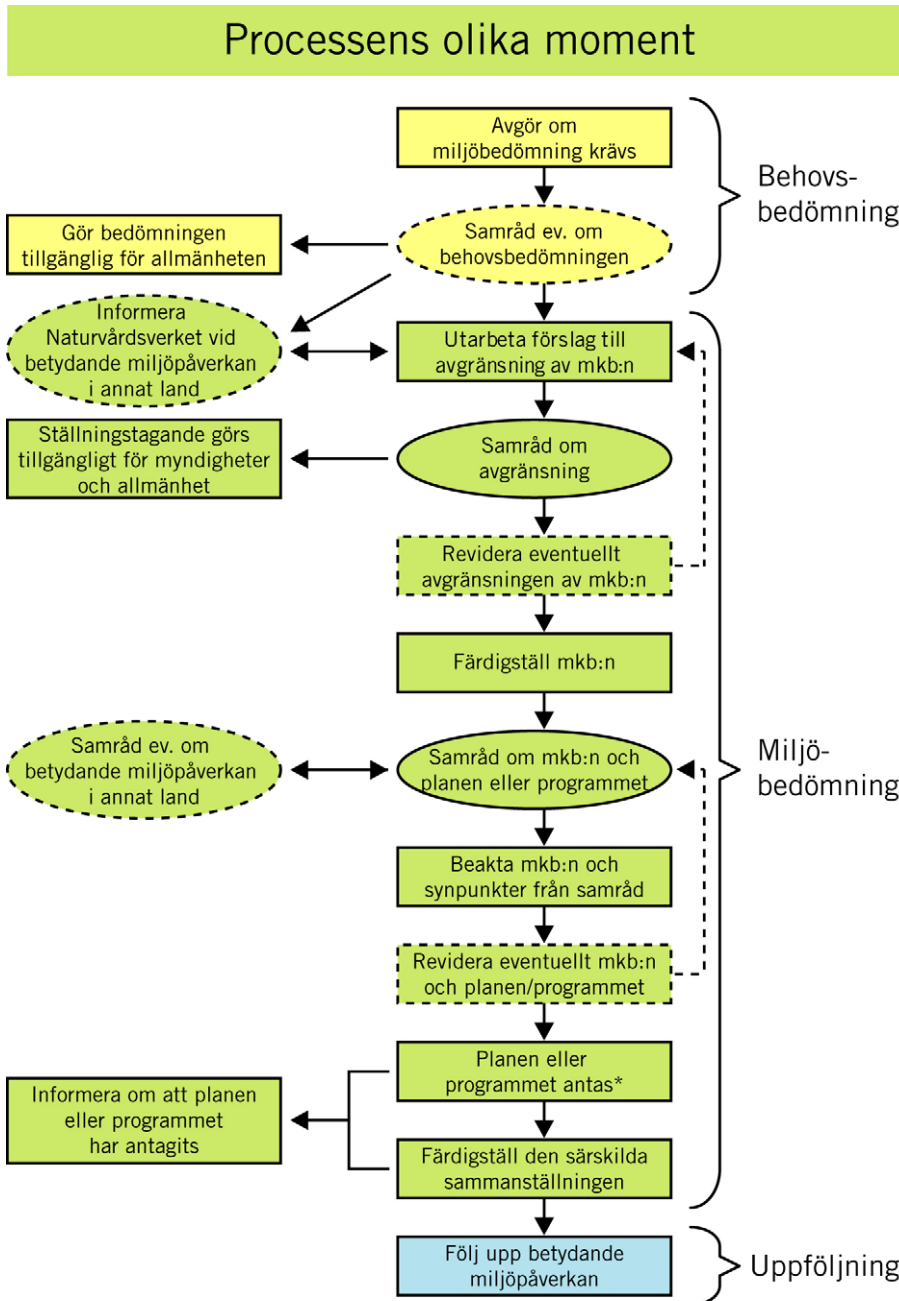 Processens olika moment
Avgör om
miljöbedömning krävs
Behovs-
bedömning
Samråd ev. om
behovsbedömningen
Gör bedömningen
tillgänglig för allmänheten
Informera
Naturvårdsverket vid
betydande miljöpåverkan
i annat land
Utarbeta förslag till
avgränsning av mkb:n
Ställningstagande görs
tillgängligt för myndigheter
och allmänhet
Samråd om
avgränsning
Revidera eventuellt
avgränsningen av mkb:n
Färdigställ mkb:n
Samråd ev. om
betydande miljöpåverkan
i annat land
Samråd om mkb:n och
planen eller programmet
Miljö-
bedömning
Beakta mkb:n och
synpunkter från samråd
Revidera eventuellt mkb:n
och planen/programmet
Planen eller
programmet antas*
Informera om att planen
eller programmet
har antagits
Färdigställ den särskilda
sammanställningen
Följ upp betydande
miljöpåverkan
Uppföljning